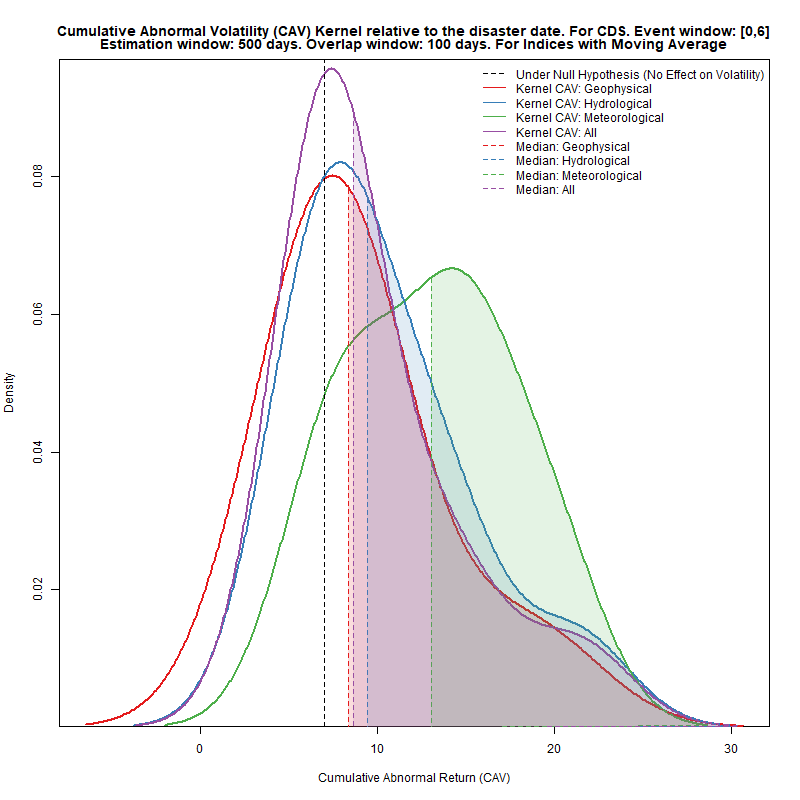 Cumulative Abnormal Volatility (CAV) Kernel relative to the disaster date. For CDS. Event window: [0,6]
Estimation window: 500 days. Overlap window: 100 days. For Indices with Moving Average
Under Null Hypothesis (No Effect on Volatility)
Kernel CAV: Geophysical
Kernel CAV: Hydrological
Kernel CAV: Meteorological
Kernel CAV: All
Median: Geophysical
Median: Hydrological
Median: Meteorological
Median: All
Density
0.08
0.06
0.04
0.02
0 10 20 30
Cumulative Abnormal Return (CAV)